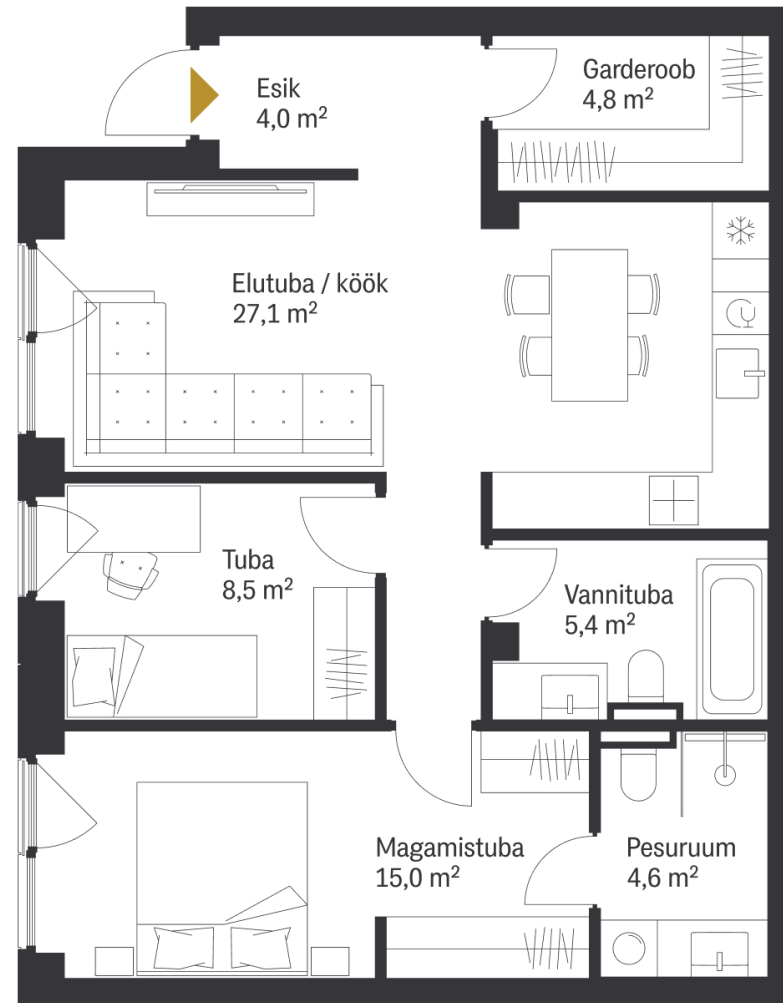 Esik
4,0 m²
Garderoob
4,8 m²
Elutuba / köök
27,1 m²
Tuba
8,5 m²
Vannituba
5,4 m²
Magamistuba
15,0 m²
Pesuruum
4,6 m²